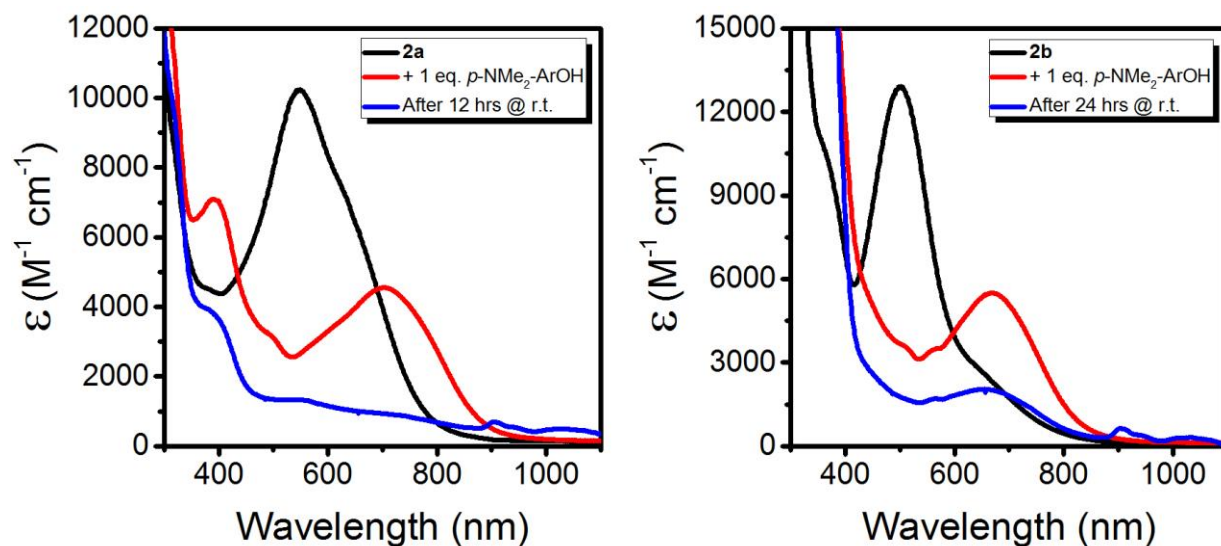 12000
10000
8000
6000
4000
2000
0
ε (M⁻¹ cm⁻¹)
2a
+ 1 eq. p-NMe₂-ArOH
After 12 hrs @ r.t.
400 600 800 1000
Wavelength (nm)
15000
12000
9000
6000
3000
0
ε (M⁻¹ cm⁻¹)
2b
+ 1 eq. p-NMe₂-ArOH
After 24 hrs @ r.t.
400 600 800 1000
Wavelength (nm)